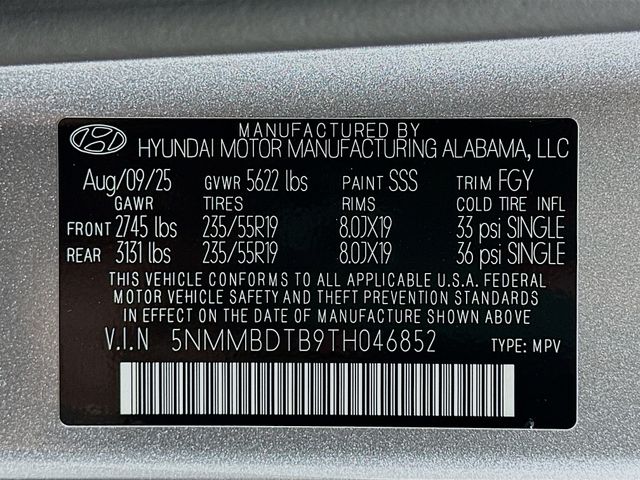 MANUFACTURED BY
HYUNDAI MOTOR MANUFACTURING ALABAMA, LLC
Aug/09/25 GVWR 5622 lbs PAINT SSS TRIM FGY
GAWR TIRES RIMS COLD TIRE INFL
FRONT 2745 lbs 235/55R19 8.0JX19 33 psi SINGLE
REAR 3131 lbs 235/55R19 8.0JX19 36 psi SINGLE
THIS VEHICLE CONFORMS TO ALL APPLICABLE U.S.A. FEDERAL
MOTOR VEHICLE SAFETY AND THEFT PREVENTION STANDARDS
IN EFFECT ON THE DATE OF MANUFACTURE SHOWN ABOVE.
V.I.N 5NMMBDTB9TH046852 TYPE: MPV